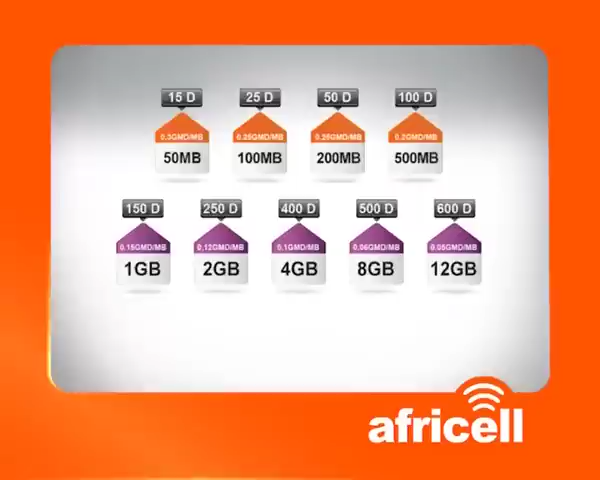 15 D 25 D 50 D 100 D
0.3GMD/MB 0.25GMD/MB 0.25GMD/MB 0.2GMD/MB
50MB 100MB 200MB 500MB
150 D 250 D 400 D 500 D 600 D
0.15GMD/MB 0.12GMD/MB 0.1GMD/MB 0.06GMD/MB 0.05GMD/MB
1GB 2GB 4GB 8GB 12GB
africell